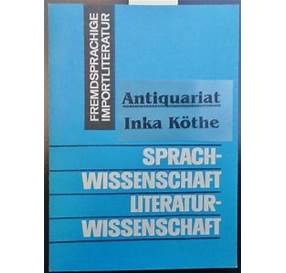 FREMDSPRACHIGE
IMPORTLITERATUR
Antiquariat
Inka Köthe
SPRACH-
WISSENSCHAFT
LITERATUR-
WISSENSCHAFT